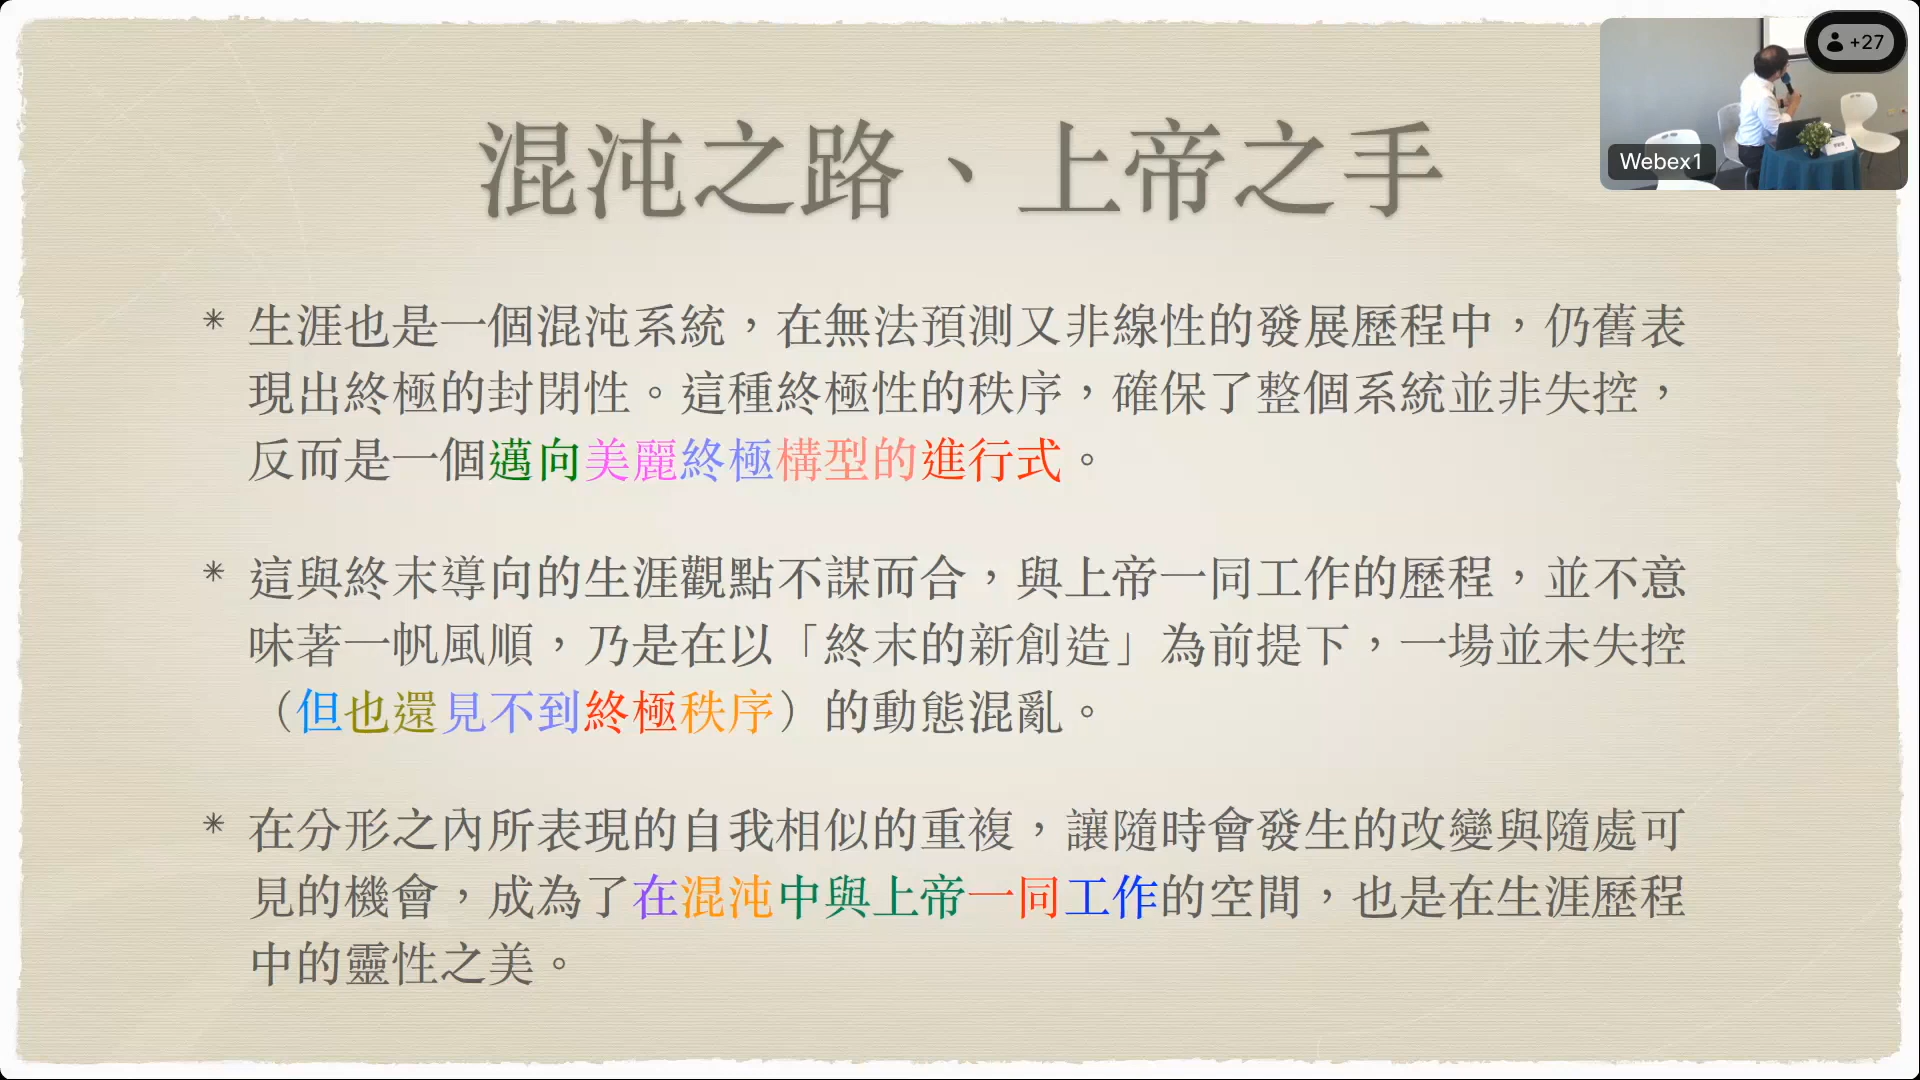 混沌之路、上帝之手
+27
Webex1
* 生涯也是一個混沌系統，在無法預測又非線性的發展歷程中，仍舊表
現出終極的封閉性。這種終極性的秩序，確保了整個系統並非失控，
反而是一個邁向美麗終極構型的進行式。
* 這與終末導向的生涯觀點不謀而合，與上帝一同工作的歷程，並不意
味著一帆風順，乃是在以「終末的新創造」為前提下，一場並未失控
（但也還見不到終極秩序）的動態混亂。
* 在分形之內所表現的自我相似的重複，讓隨時會發生的改變與隨處可
見的機會，成為了在混沌中與上帝一同工作的空間，也是在生涯歷程
中的靈性之美。